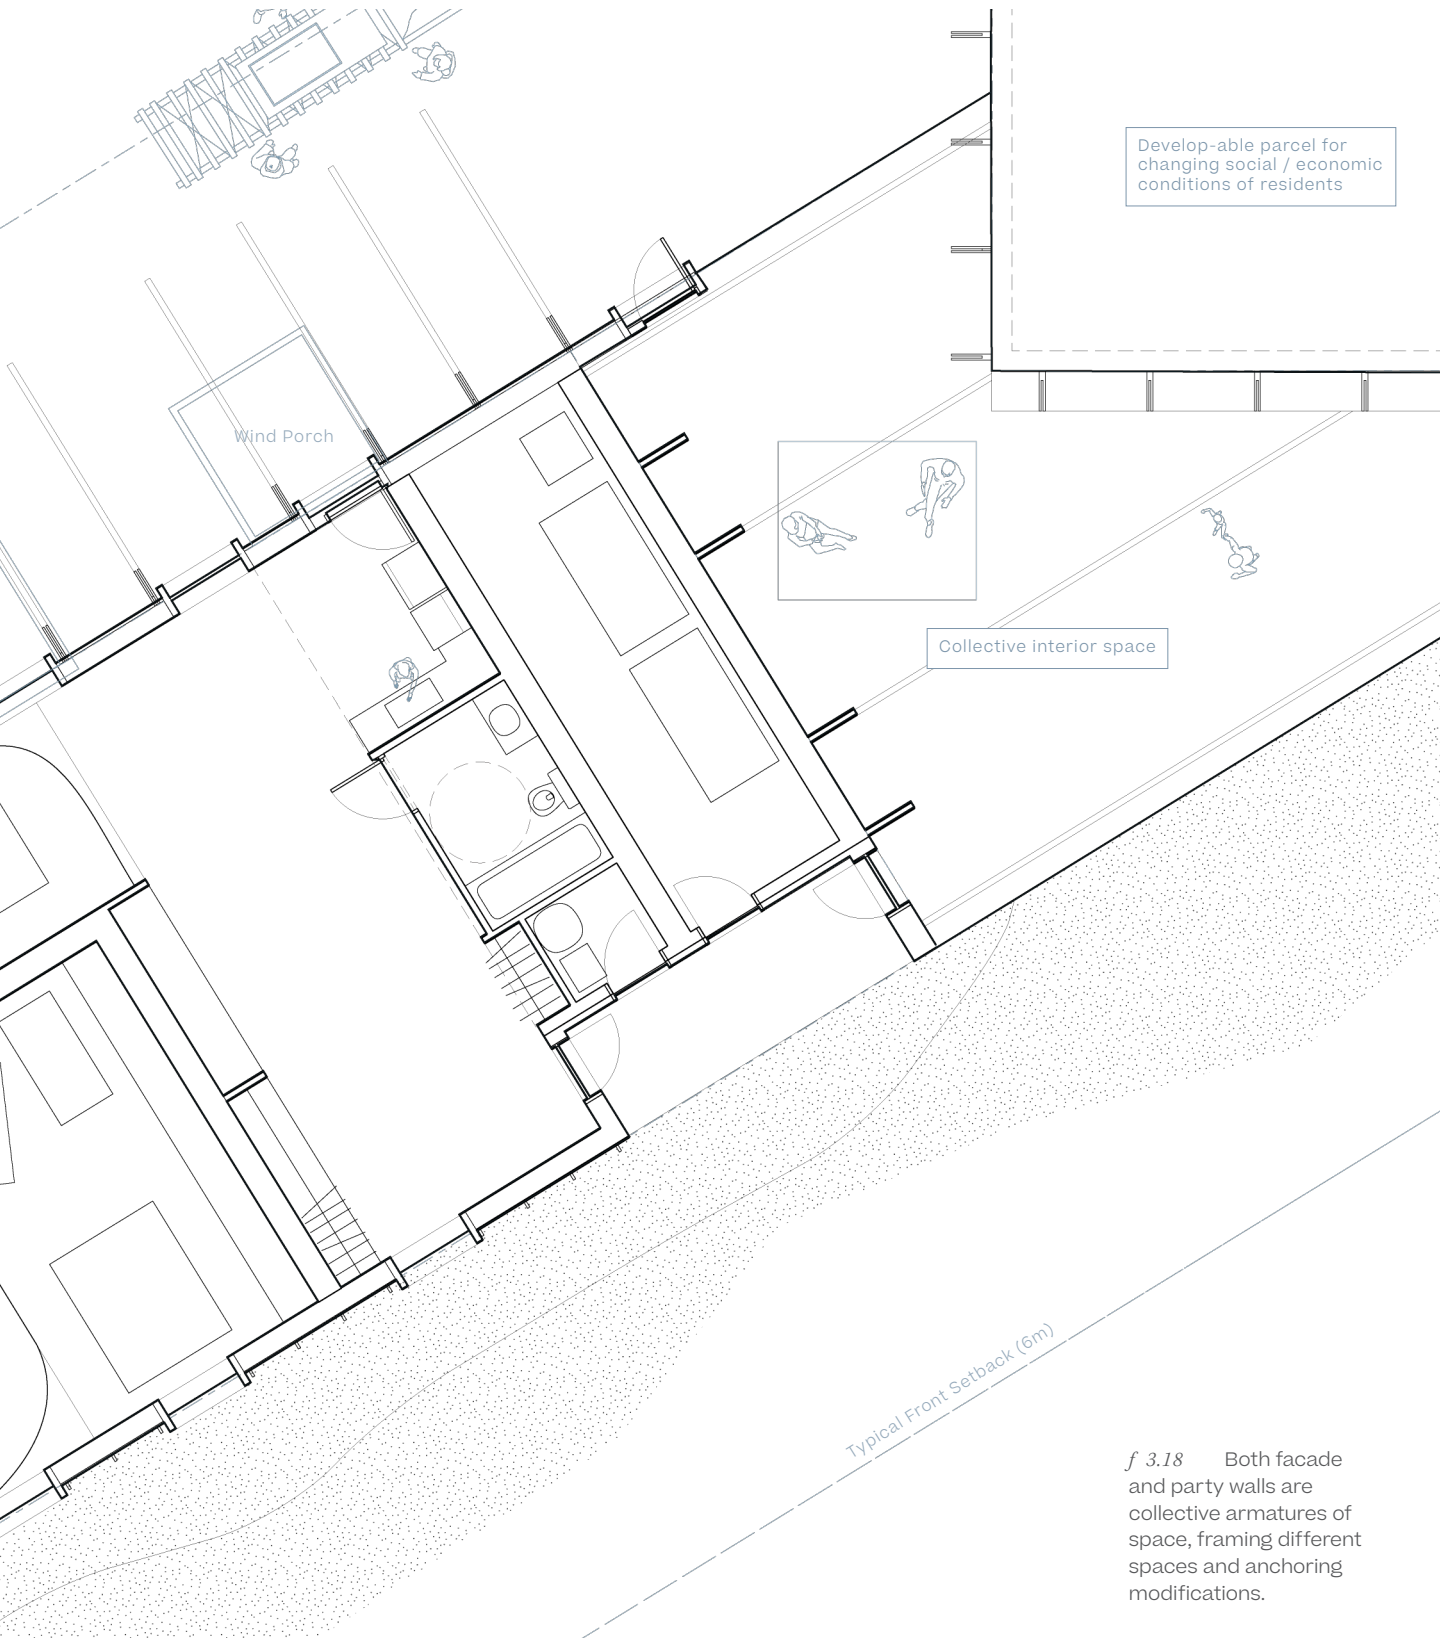 Develop-able parcel for
changing social / economic
conditions of residents
Wind Porch
Collective interior space
Typical Front Setback (6m)
f 3.18 Both facade
and party walls are
collective armatures of
space, framing different
spaces and anchoring
modifications.